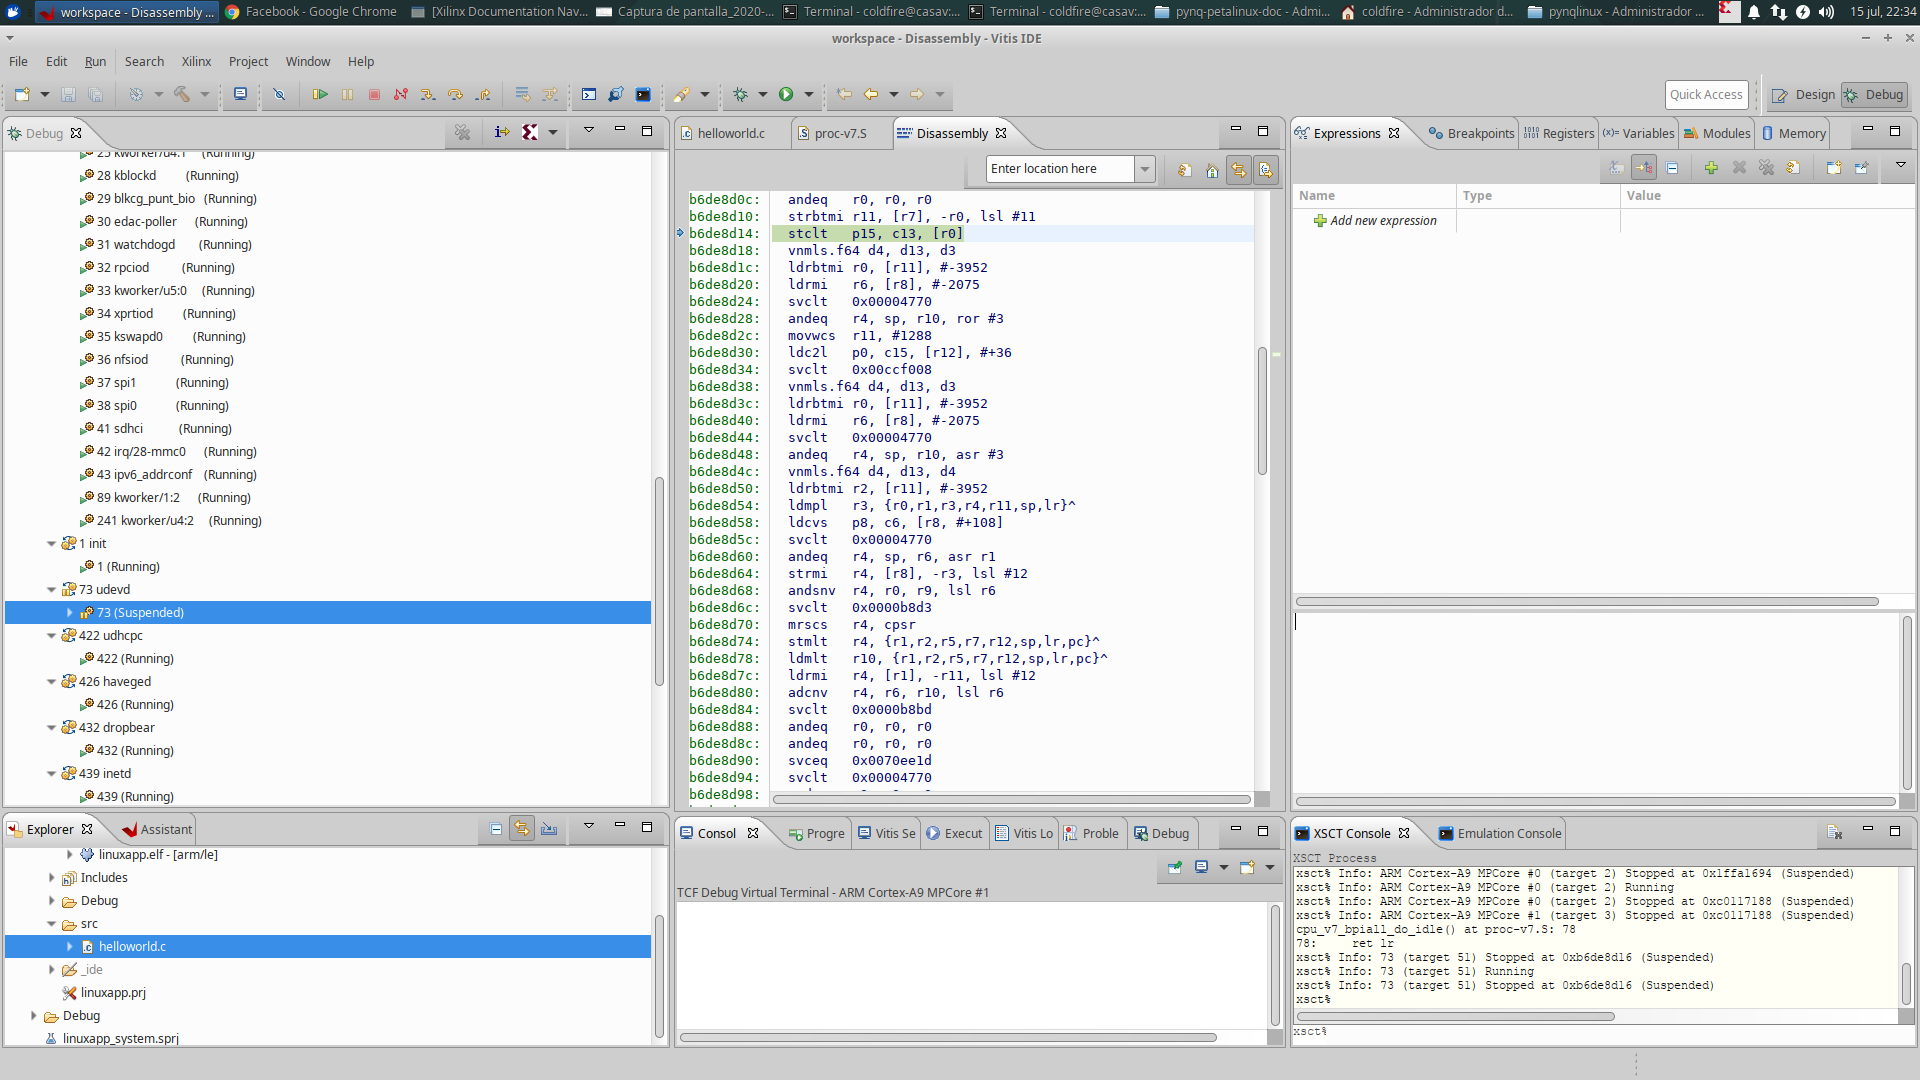 workspace - Disassembly ...
Facebook - Google Chrome
[Xilinx Documentation Nav...
Captura de pantalla_2020-...
Terminal - coldfire@casav:...
Terminal - coldfire@casav:...
pynq-petalinux-doc - Admi...
coldfire - Administrador d...
pynqlinux - Administrador ...
15 jul, 22:34
workspace - Disassembly - Vitis IDE
File Edit Run Search Xilinx Project Window Help
Quick Access
Design
Debug
Debug
25 kworker/u4:1 (Running)
28 kblockd (Running)
29 blkcg_punt_bio (Running)
30 edac-poller (Running)
31 watchdogd (Running)
32 rpciod (Running)
33 kworker/u5:0 (Running)
34 xprtiod (Running)
35 kswapd0 (Running)
36 nfsiod (Running)
37 spi1 (Running)
38 spi0 (Running)
41 sdhci (Running)
42 irq/28-mmc0 (Running)
43 ipv6_addrconf (Running)
89 kworker/1:2 (Running)
241 kworker/u4:2 (Running)
1 init
1 (Running)
73 udevd
73 (Suspended)
422 udhcpc
422 (Running)
426 haveged
426 (Running)
432 dropbear
432 (Running)
439 inetd
439 (Running)
helloworld.c
proc-v7.S
Disassembly
Enter location here
b6de8d0c: andeq r0, r0, r0
b6de8d10: strbtmi r11, [r7], -r0, lsl #11
b6de8d14: stclt p15, c13, [r0]
b6de8d18: vnmls.f64 d4, d13, d3
b6de8d1c: ldrbtmi r0, [r11], #-3952
b6de8d20: ldrmi r6, [r8], #-2075
b6de8d24: svclt 0x00004770
b6de8d28: andeq r4, sp, r10, ror #3
b6de8d2c: movwcs r11, #1288
b6de8d30: ldc2l p0, c15, [r12], #+36
b6de8d34: svclt 0x00ccf008
b6de8d38: vnmls.f64 d4, d13, d3
b6de8d3c: ldrbtmi r0, [r11], #-3952
b6de8d40: ldrmi r6, [r8], #-2075
b6de8d44: svclt 0x00004770
b6de8d48: andeq r4, sp, r10, asr #3
b6de8d4c: vnmls.f64 d4, d13, d4
b6de8d50: ldrbtmi r2, [r11], #-3952
b6de8d54: ldmpl r3, {r0,r1,r3,r4,r11,sp,lr}^
b6de8d58: ldcvs p8, c6, [r8, #+108]
b6de8d5c: svclt 0x00004770
b6de8d60: andeq r4, sp, r6, asr r1
b6de8d64: strmi r4, [r8], -r3, lsl #12
b6de8d68: andsnv r4, r0, r9, lsl r6
b6de8d6c: svclt 0x0000b8d3
b6de8d70: mrscs r4, cpsr
b6de8d74: stmlt r4, {r1,r2,r5,r7,r12,sp,lr,pc}^
b6de8d78: ldmlt r10, {r1,r2,r5,r7,r12,sp,lr,pc}^
b6de8d7c: ldrmi r4, [r1], -r11, lsl #12
b6de8d80: adcnv r4, r6, r10, lsl r6
b6de8d84: svclt 0x0000b8bd
b6de8d88: andeq r0, r0, r0
b6de8d8c: andeq r0, r0, r0
b6de8d90: svceq 0x0070ee1d
b6de8d94: svclt 0x00004770
b6de8d98:
Expressions
Breakpoints
Registers
Variables
Modules
Memory
Name Type Value
Add new expression
Explorer
Assistant
linuxapp.elf - [arm/le]
Includes
Debug
src
helloworld.c
_ide
linuxapp.prj
Debug
linuxapp_system.sprj
Consol
Progre
Vitis Se
Execut
Vitis Lo
Proble
Debug
TCF Debug Virtual Terminal - ARM Cortex-A9 MPCore #1
XSCT Console
Emulation Console
XSCT Process
xsct% Info: ARM Cortex-A9 MPCore #0 (target 2) Stopped at 0x1ffa1694 (Suspended)
xsct% Info: ARM Cortex-A9 MPCore #0 (target 2) Running
xsct% Info: ARM Cortex-A9 MPCore #0 (target 2) Stopped at 0xc0117188 (Suspended)
xsct% Info: ARM Cortex-A9 MPCore #1 (target 3) Stopped at 0xc0117188 (Suspended)
cpu_v7_bpiall_do_idle() at proc-v7.S: 78
78: ret lr
xsct% Info: 73 (target 51) Stopped at 0xb6de8d16 (Suspended)
xsct% Info: 73 (target 51) Running
xsct% Info: 73 (target 51) Stopped at 0xb6de8d16 (Suspended)
xsct%
xsct%